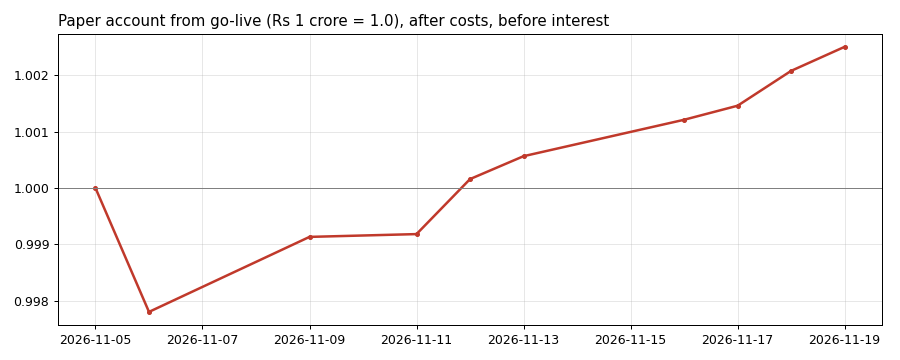 Paper account from go-live (Rs 1 crore = 1.0), after costs, before interest
1.002
1.001
1.000
0.999
0.998
2026-11-05 2026-11-07 2026-11-09 2026-11-11 2026-11-13 2026-11-15 2026-11-17 2026-11-19